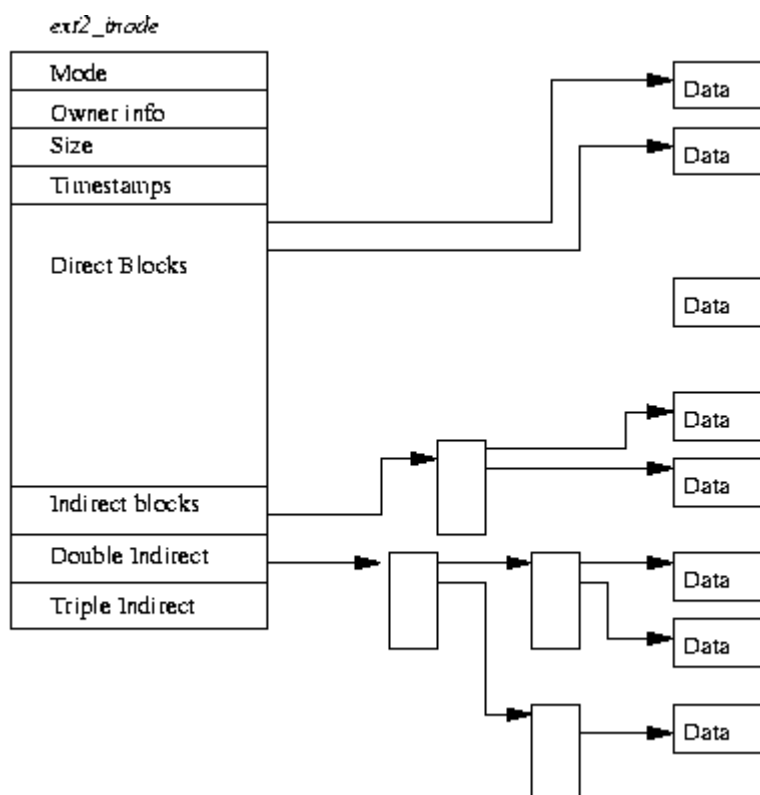 ext2_inode
Mode
Owner info
Size
Timestamps
Direct Blocks
Indirect blocks
Double Indirect
Triple Indirect
Data
Data
Data
Data
Data
Data
Data
Data